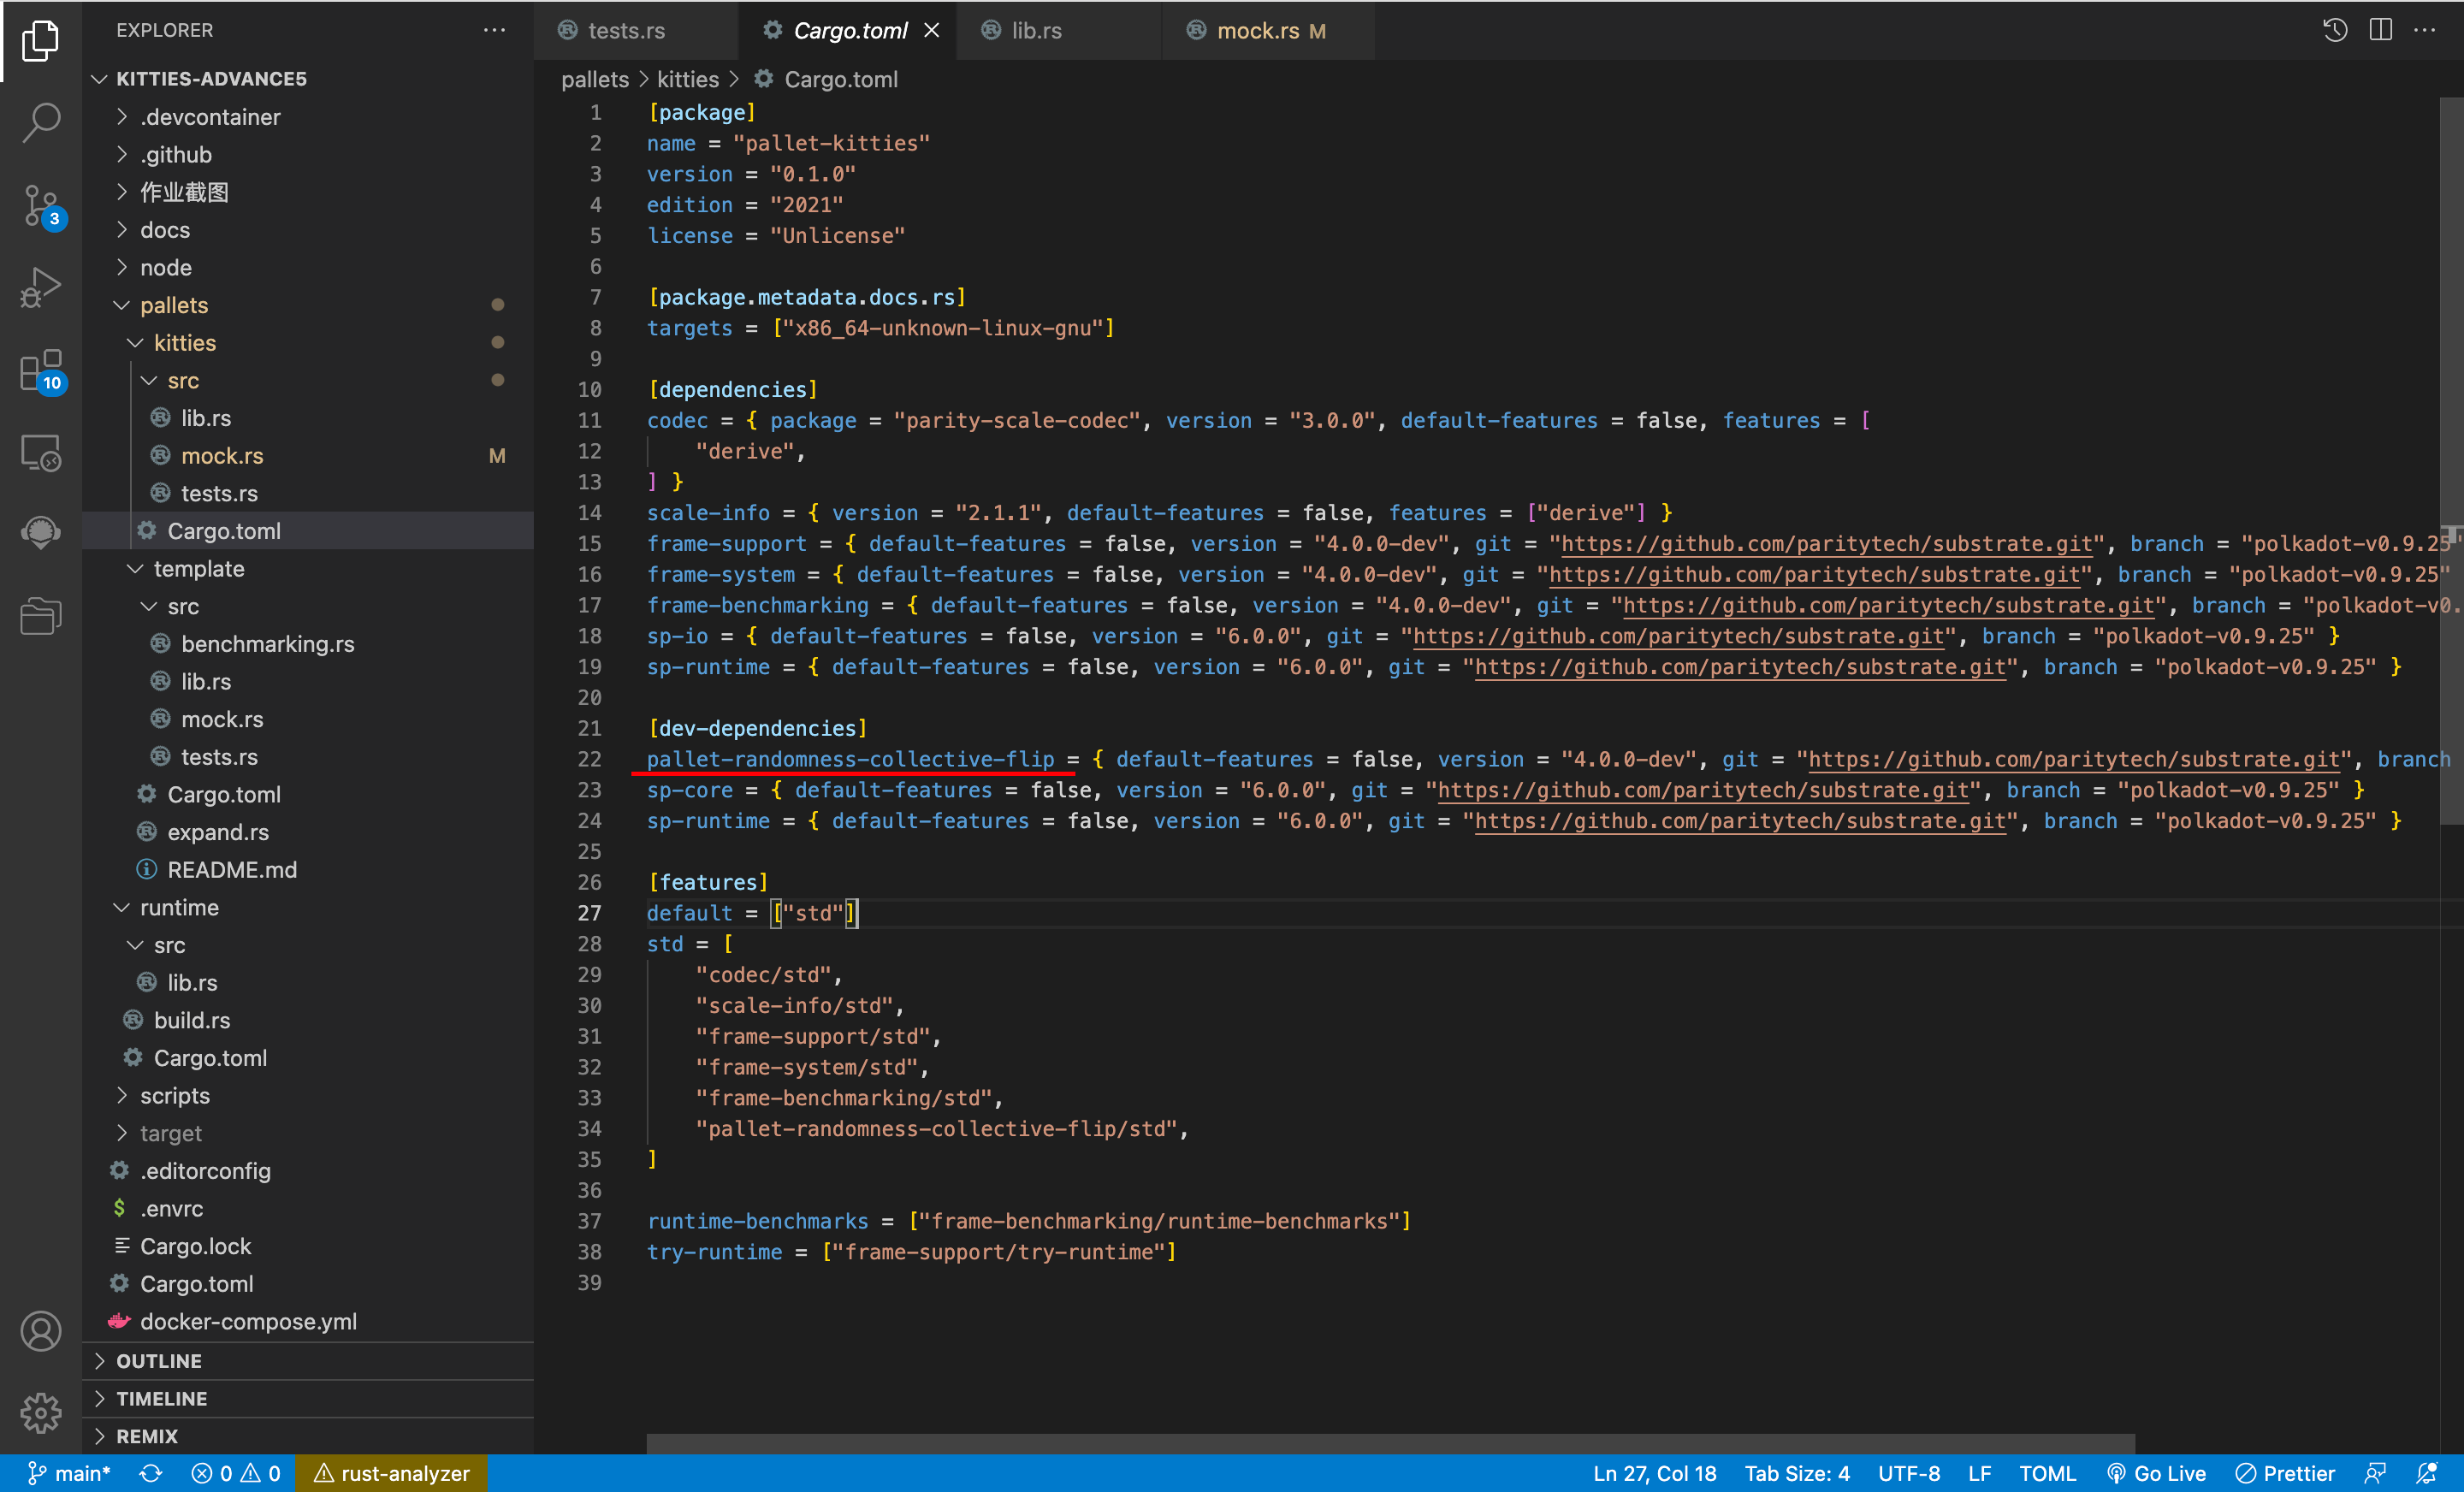 EXPLORER
KITTIES-ADVANCE5
.devcontainer
.github
作业截图
docs
node
pallets
kitties
src
lib.rs
mock.rs M
tests.rs
Cargo.toml
template
src
benchmarking.rs
lib.rs
mock.rs
tests.rs
Cargo.toml
expand.rs
README.md
runtime
src
lib.rs
build.rs
Cargo.toml
scripts
target
.editorconfig
.envrc
Cargo.lock
Cargo.toml
docker-compose.yml
OUTLINE
TIMELINE
REMIX
3
10
tests.rs
Cargo.toml
lib.rs
mock.rs M
pallets > kitties > Cargo.toml
1 [package]
2 name = "pallet-kitties"
3 version = "0.1.0"
4 edition = "2021"
5 license = "Unlicense"
6
7 [package.metadata.docs.rs]
8 targets = ["x86_64-unknown-linux-gnu"]
9
10 [dependencies]
11 codec = { package = "parity-scale-codec", version = "3.0.0", default-features = false, features = [
12 "derive",
13 ] }
14 scale-info = { version = "2.1.1", default-features = false, features = ["derive"] }
15 frame-support = { default-features = false, version = "4.0.0-dev", git = "https://github.com/paritytech/substrate.git", branch = "polkadot-v0.9.25"
16 frame-system = { default-features = false, version = "4.0.0-dev", git = "https://github.com/paritytech/substrate.git", branch = "polkadot-v0.9.25"
17 frame-benchmarking = { default-features = false, version = "4.0.0-dev", git = "https://github.com/paritytech/substrate.git", branch = "polkadot-v0.
18 sp-io = { default-features = false, version = "6.0.0", git = "https://github.com/paritytech/substrate.git", branch = "polkadot-v0.9.25" }
19 sp-runtime = { default-features = false, version = "6.0.0", git = "https://github.com/paritytech/substrate.git", branch = "polkadot-v0.9.25" }
20
21 [dev-dependencies]
22 pallet-randomness-collective-flip = { default-features = false, version = "4.0.0-dev", git = "https://github.com/paritytech/substrate.git", branch
23 sp-core = { default-features = false, version = "6.0.0", git = "https://github.com/paritytech/substrate.git", branch = "polkadot-v0.9.25" }
24 sp-runtime = { default-features = false, version = "6.0.0", git = "https://github.com/paritytech/substrate.git", branch = "polkadot-v0.9.25" }
25
26 [features]
27 default = ["std"]
28 std = [
29 "codec/std",
30 "scale-info/std",
31 "frame-support/std",
32 "frame-system/std",
33 "frame-benchmarking/std",
34 "pallet-randomness-collective-flip/std",
35 ]
36
37 runtime-benchmarks = ["frame-benchmarking/runtime-benchmarks"]
38 try-runtime = ["frame-support/try-runtime"]
39
main* 0 0 rust-analyzer Ln 27, Col 18 Tab Size: 4 UTF-8 LF TOML Go Live Prettier